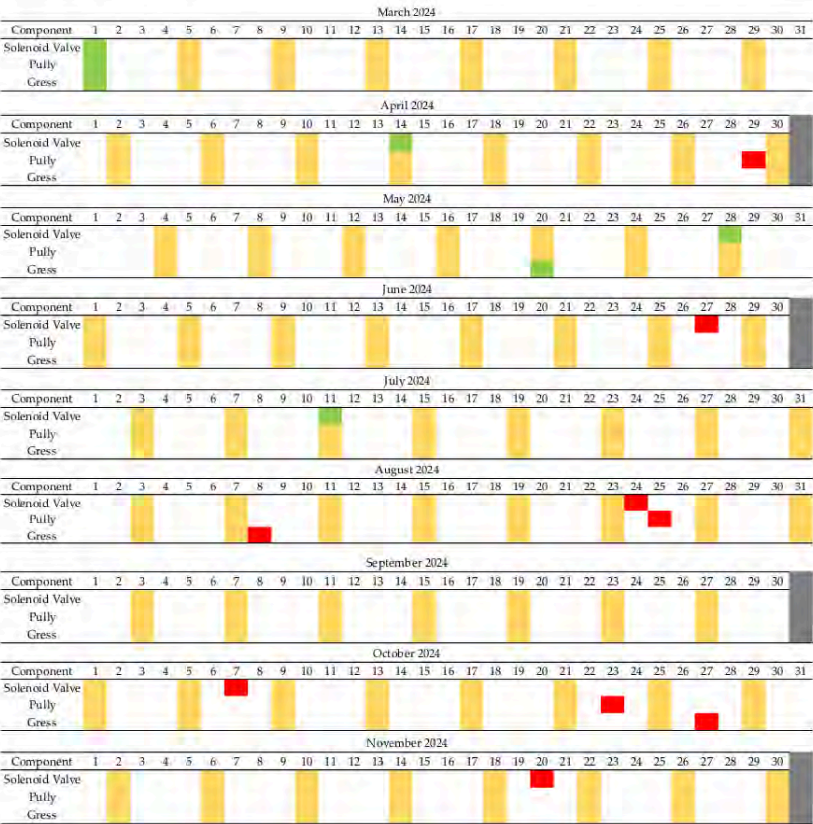 March 2024
Component 1 2 3 4 5 6 7 8 9 10 11 12 13 14 15 16 17 18 19 20 21 22 23 24 25 26 27 28 29 30 31
Solenoid Valve
Pully
Gress
April 2024
Component 1 2 3 4 5 6 7 8 9 10 11 12 13 14 15 16 17 18 19 20 21 22 23 24 25 26 27 28 29 30
Solenoid Valve
Pully
Gress
May 2024
Component 1 2 3 4 5 6 7 8 9 10 11 12 13 14 15 16 17 18 19 20 21 22 23 24 25 26 27 28 29 30 31
Solenoid Valve
Pully
Gress
June 2024
Component 1 2 3 4 5 6 7 8 9 10 11 12 13 14 15 16 17 18 19 20 21 22 23 24 25 26 27 28 29 30
Solenoid Valve
Pully
Gress
July 2024
Component 1 2 3 4 5 6 7 8 9 10 11 12 13 14 15 16 17 18 19 20 21 22 23 24 25 26 27 28 29 30 31
Solenoid Valve
Pully
Gress
August 2024
Component 1 2 3 4 5 6 7 8 9 10 11 12 13 14 15 16 17 18 19 20 21 22 23 24 25 26 27 28 29 30 31
Solenoid Valve
Pully
Gress
September 2024
Component 1 2 3 4 5 6 7 8 9 10 11 12 13 14 15 16 17 18 19 20 21 22 23 24 25 26 27 28 29 30
Solenoid Valve
Pully
Gress
October 2024
Component 1 2 3 4 5 6 7 8 9 10 11 12 13 14 15 16 17 18 19 20 21 22 23 24 25 26 27 28 29 30 31
Solenoid Valve
Pully
Gress
November 2024
Component 1 2 3 4 5 6 7 8 9 10 11 12 13 14 15 16 17 18 19 20 21 22 23 24 25 26 27 28 29 30
Solenoid Valve
Pully
Gress